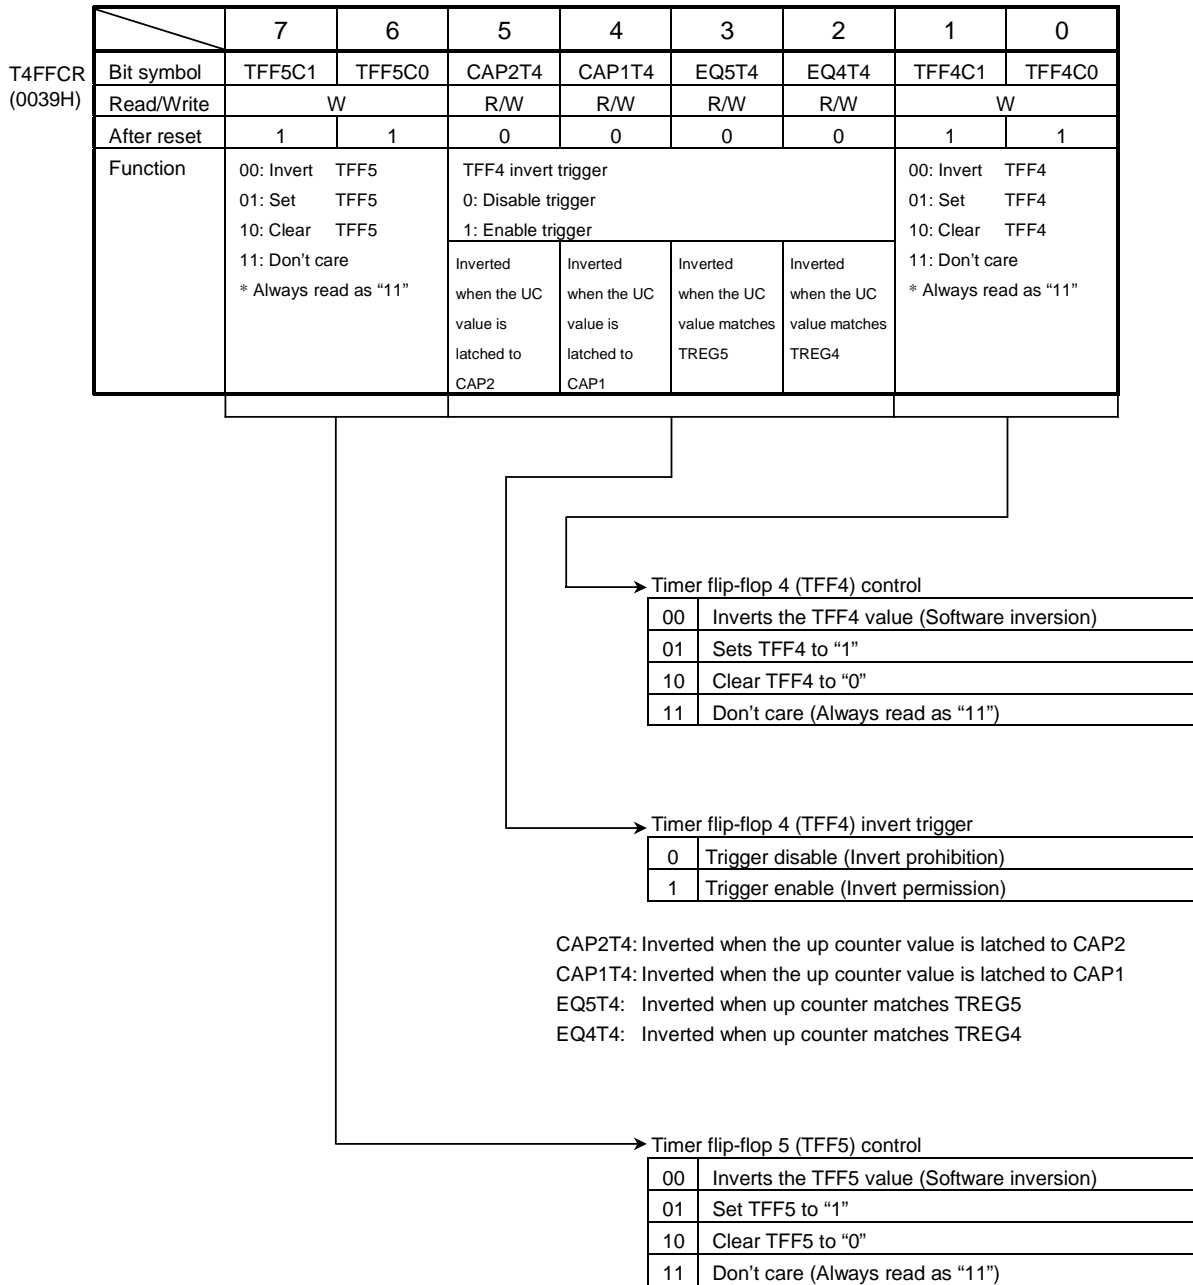 7 6 5 4 3 2 1 0
T4FFCR (0039H)
Bit symbol TFF5C1 TFF5C0 CAP2T4 CAP1T4 EQ5T4 EQ4T4 TFF4C1 TFF4C0
Read/Write W R/W R/W R/W R/W W
After reset 1 1 0 0 0 0 1 1
Function
00: Invert TFF5
01: Set TFF5
10: Clear TFF5
11: Don't care
* Always read as “11”
TFF4 invert trigger
0: Disable trigger
1: Enable trigger
Inverted
when the UC
value is
latched to
CAP2
Inverted
when the UC
value is
latched to
CAP1
Inverted
when the UC
value matches
TREG5
Inverted
when the UC
value matches
TREG4
00: Invert TFF4
01: Set TFF4
10: Clear TFF4
11: Don't care
* Always read as “11”
Timer flip-flop 4 (TFF4) control
00 Inverts the TFF4 value (Software inversion)
01 Sets TFF4 to “1”
10 Clear TFF4 to “0”
11 Don't care (Always read as “11”)
Timer flip-flop 4 (TFF4) invert trigger
0 Trigger disable (Invert prohibition)
1 Trigger enable (Invert permission)
CAP2T4: Inverted when the up counter value is latched to CAP2
CAP1T4: Inverted when the up counter value is latched to CAP1
EQ5T4: Inverted when up counter matches TREG5
EQ4T4: Inverted when up counter matches TREG4
Timer flip-flop 5 (TFF5) control
00 Inverts the TFF5 value (Software inversion)
01 Set TFF5 to “1”
10 Clear TFF5 to “0”
11 Don't care (Always read as “11”)